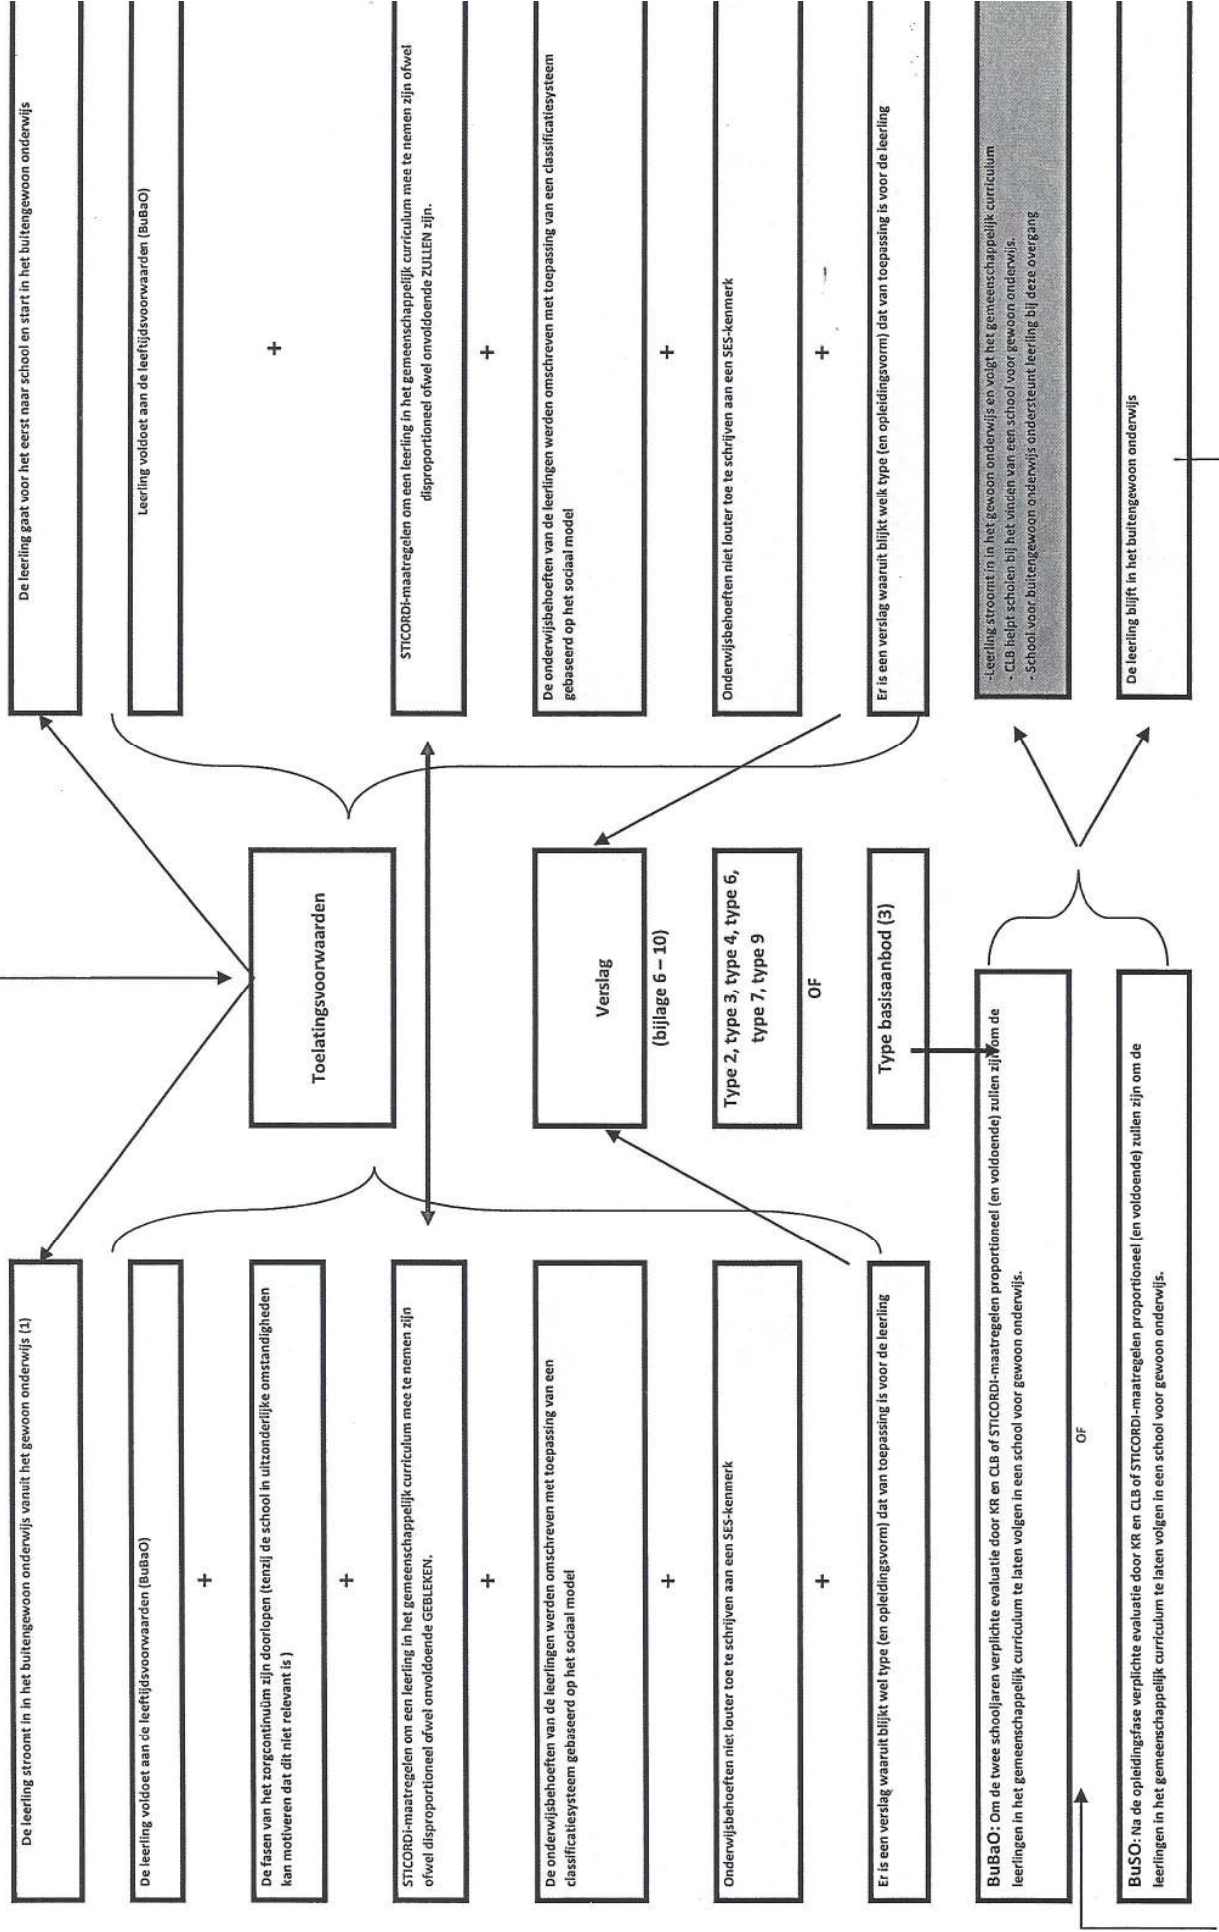 De leerling stroomt in het buitengewoon onderwijs vanuit het gewoon onderwijs (1)
De leerling voldoet aan de leeftijdsvoorwaarden (BuBaO)
+
De fasen van het zorgcontinuüm zijn doorlopen (tenzij de school in uitzonderlijke omstandigheden
kan motiveren dat dit niet relevant is )
+
STICORDI-maatregelen om een leerling in het gemeenschappelijk curriculum mee te nemen zijn
ofwel disproportioneel ofwel onvoldoende GEBLEKEN.
+
De onderwijsbehoeften van de leerlingen werden omschreven met toepassing van een
classificatiesysteem gebaseerd op het sociaal model
+
Onderwijsbehoeften niet louter toe te schrijven aan een SES-kenmerk
+
Er is een verslag waaruit blijkt wel type (en opleidingsvorm) dat van toepassing is voor de leerling
Toelatingsvoorwaarden
Verslag
(bijlage 6 – 10)
Type 2, type 3, type 4, type 6,
type 7, type 9
OF
Type basisaanbod (3)
De leerling gaat voor het eerst naar school en start in het buitengewoon onderwijs
Leerling voldoet aan de leeftijdsvoorwaarden (BuBaO)
+
STICORDI-maatregelen om een leerling in het gemeenschappelijk curriculum mee te nemen zijn ofwel
disproportioneel ofwel onvoldoende ZULLEN zijn.
+
De onderwijsbehoeften van de leerlingen werden omschreven met toepassing van een classificatiesysteem
gebaseerd op het sociaal model
+
Onderwijsbehoeften niet louter toe te schrijven aan een SES-kenmerk
+
Er is een verslag waaruit blijkt welk type (en opleidingsvorm) dat van toepassing is voor de leerling
BuBaO: Om de twee schooljaren verplichte evaluatie door KR en CLB of STICORDI-maatregelen proportioneel (en voldoende) zullen zijn om de
leerlingen in het gemeenschappelijk curriculum te laten volgen in een school voor gewoon onderwijs.
OF
BuSO: Na de opleidingsfase verplichte evaluatie door KR en CLB of STICORDI-maatregelen proportioneel (en voldoende) zullen zijn om de
leerlingen in het gemeenschappelijk curriculum te laten volgen in een school voor gewoon onderwijs.
-Leerling stroomt in in het gewoon onderwijs en volgt het gemeenschappelijk curriculum
- CLB helpt scholen bij het vinden van een school voor gewoon onderwijs.
- School voor buitengewoon onderwijs ondersteunt leerling bij deze overgang
De leerling blijft in het buitengewoon onderwijs